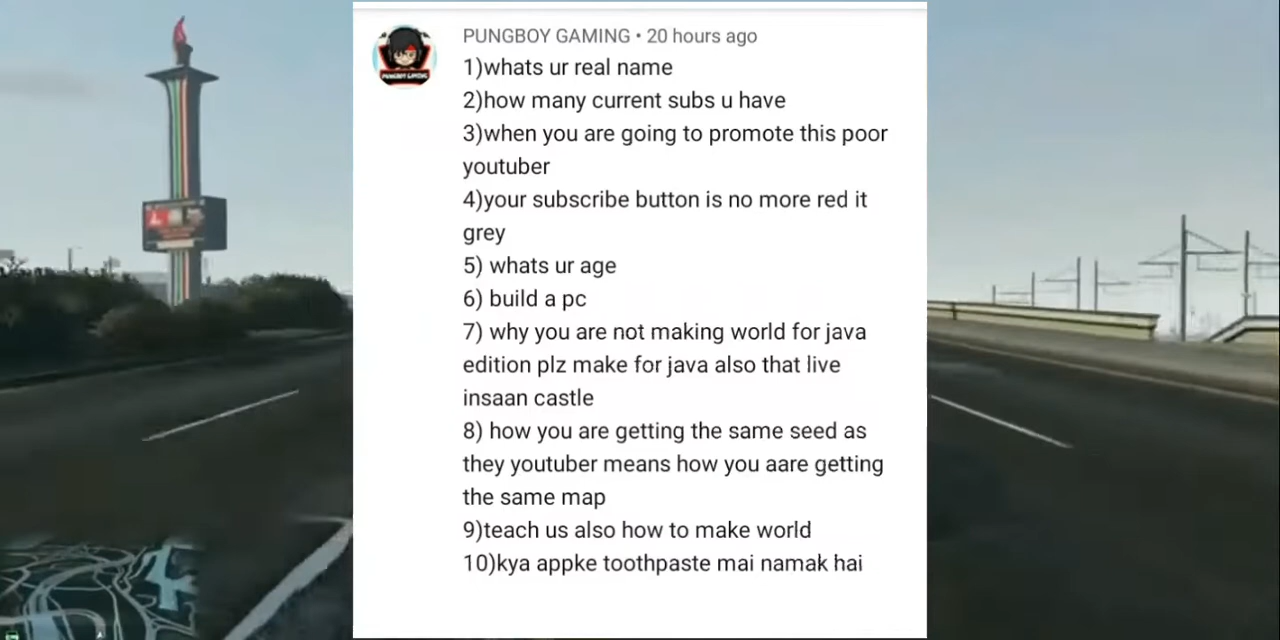 PUNGBOY GAMING • 20 hours ago
1)whats ur real name
2)how many current subs u have
3)when you are going to promote this poor
youtuber
4)your subscribe button is no more red it
grey
5) whats ur age
6) build a pc
7) why you are not making world for java
edition plz make for java also that live
insaan castle
8) how you are getting the same seed as
they youtuber means how you aare getting
the same map
9)teach us also how to make world
10)kya appke toothpaste mai namak hai
PUNGBOY GAMING